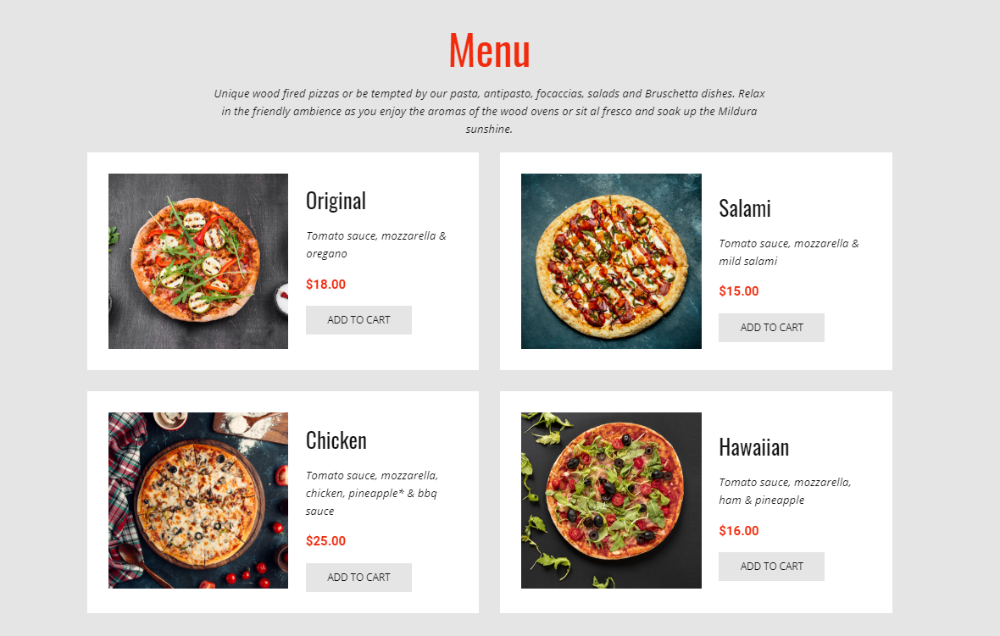 Menu
Unique wood fired pizzas or be tempted by our pasta, antipasto, focaccias, salads and Bruschetta dishes. Relax
in the friendly ambience as you enjoy the aromas of the wood ovens or sit al fresco and soak up the Mildura
sunshine.
Original
Tomato sauce, mozzarella &
oregano
$18.00
ADD TO CART
Salami
Tomato sauce, mozzarella &
mild salami
$15.00
ADD TO CART
Chicken
Tomato sauce, mozzarella,
chicken, pineapple* & bbq
sauce
$25.00
ADD TO CART
Hawaiian
Tomato sauce, mozzarella,
ham & pineapple
$16.00
ADD TO CART